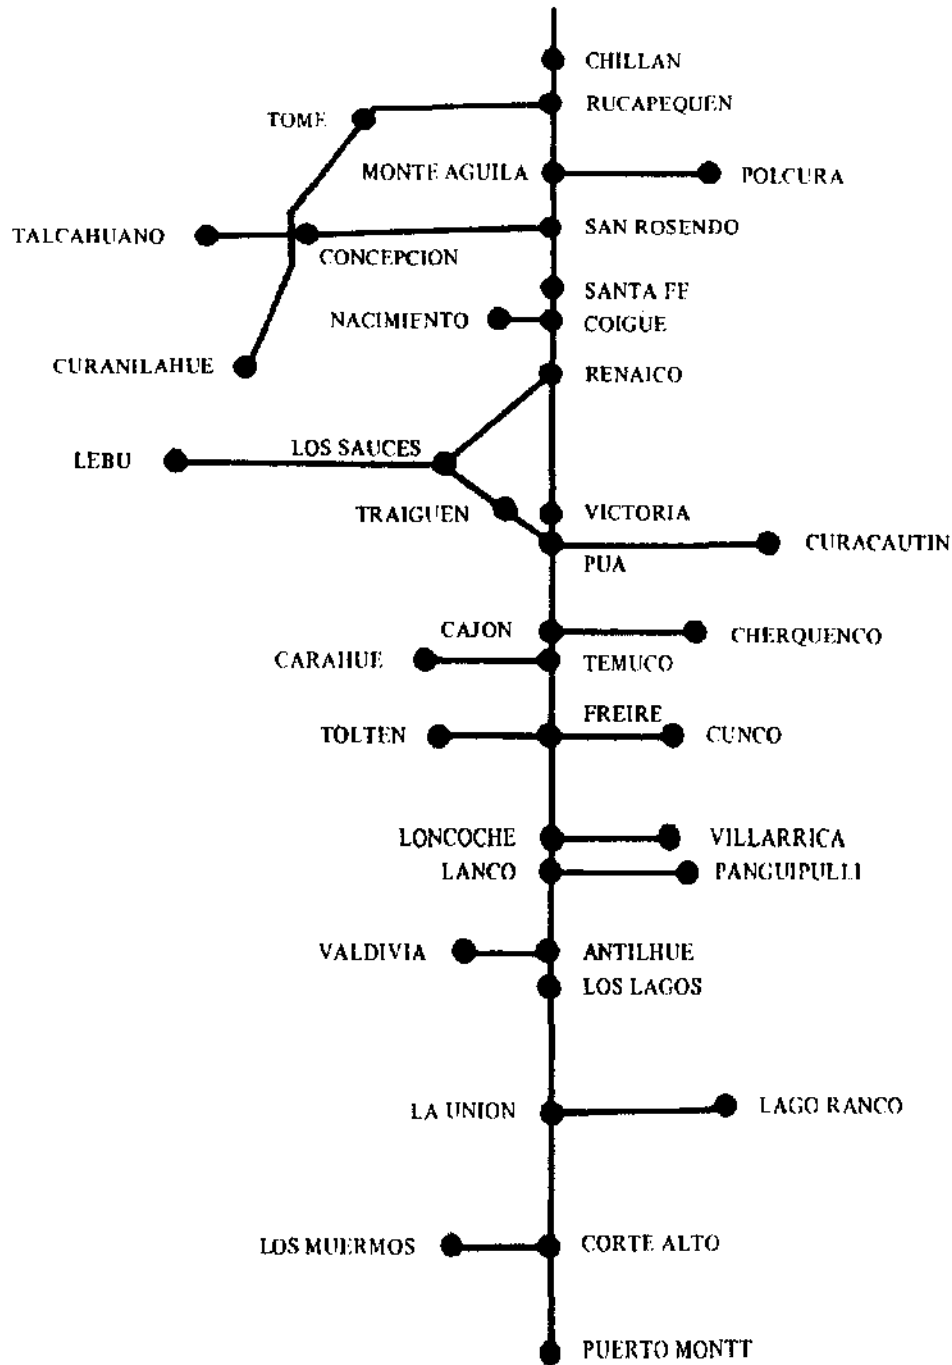 CHILLAN
RUCAPEQUEN
TOME
MONTE AGUILA
POLCURA
TALCAHUANO
SAN ROSENDO
CONCEPCION
SANTA FE
NACIMIENTO
COIGUE
CURANILAHUE
RENAICO
LEBU
LOS SAUCES
TRAIGUEN
VICTORIA
CURACAUTIN
PUA
CAJON
CHERQUENCO
CARAHUE
TEMUCO
FREIRE
TOLTEN
CUNCO
LONCOCHE
VILLARRICA
LANCO
PANGUIPULLI
VALDIVIA
ANTILHUE
LOS LAGOS
LA UNION
LAGO RANCO
LOS MUERMOS
CORTE ALTO
PUERTO MONTT